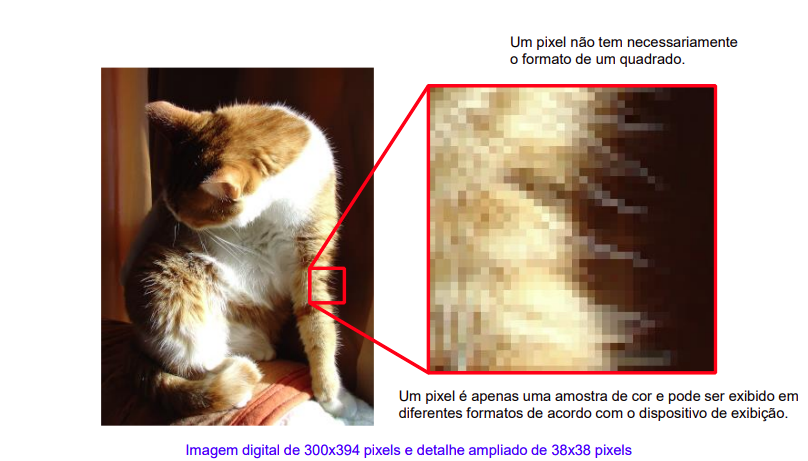 Um pixel não tem necessariamente
o formato de um quadrado.
Um pixel é apenas uma amostra de cor e pode ser exibido em
diferentes formatos de acordo com o dispositivo de exibição.
Imagem digital de 300x394 pixels e detalhe ampliado de 38x38 pixels